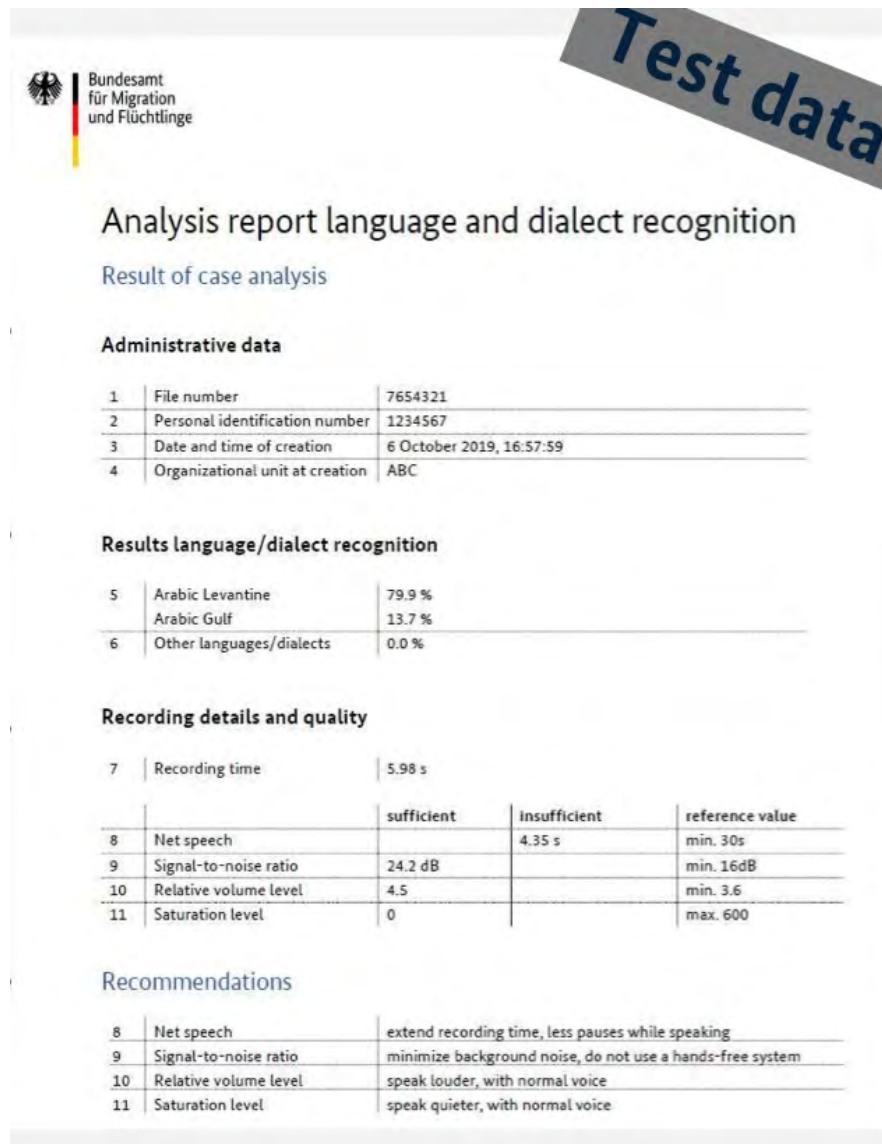 Test data
Bundesamt
für Migration
und Flüchtlinge
Analysis report language and dialect recognition
Result of case analysis
Administrative data
1 File number 7654321
2 Personal identification number 1234567
3 Date and time of creation 6 October 2019, 16:57:59
4 Organizational unit at creation ABC
Results language/dialect recognition
5 Arabic Levantine 79.9 %
Arabic Gulf 13.7 %
6 Other languages/dialects 0.0 %
Recording details and quality
7 Recording time 5.98 s
sufficient insufficient reference value
8 Net speech 4.35 s min. 30s
9 Signal-to-noise ratio 24.2 dB min. 16dB
10 Relative volume level 4.5 min. 3.6
11 Saturation level 0 max. 600
Recommendations
8 Net speech extend recording time, less pauses while speaking
9 Signal-to-noise ratio minimize background noise, do not use a hands-free system
10 Relative volume level speak louder, with normal voice
11 Saturation level speak quieter, with normal voice